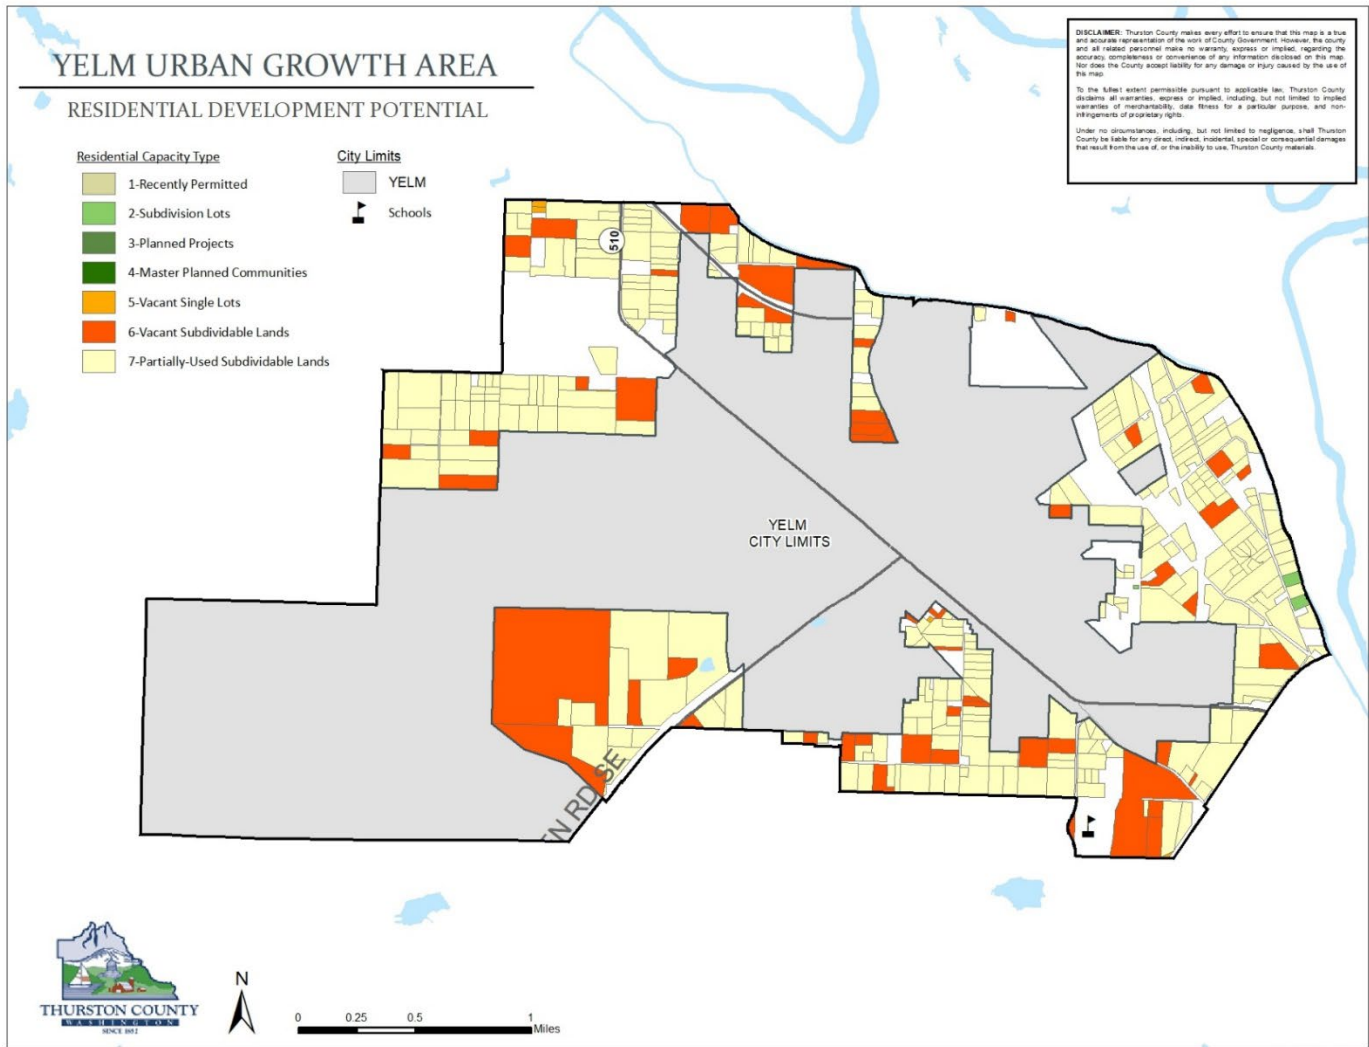 YELM URBAN GROWTH AREA
RESIDENTIAL DEVELOPMENT POTENTIAL
Residential Capacity Type
1-Recently Permitted
2-Subdivision Lots
3-Planned Projects
4-Master Planned Communities
5-Vacant Single Lots
6-Vacant Subdividable Lands
7-Partially-Used Subdividable Lands
City Limits
YELM
Schools
DISCLAIMER: Thurston County makes every effort to ensure that this map is a true
and accurate representation of the work of County Government. However, the county
and all related personnel make no warranty, express or implied, regarding the
accuracy, completeness or convenience of any information disclosed on this map.
Nor does the County accept liability for any damage or injury caused by the use of
this map.
To the fullest extent permissible pursuant to applicable law, Thurston County
disclaims all warranties, express or implied, including, but not limited to implied
warranties of merchantability, data fitness for a particular purpose, and non-
infringements of proprietary rights.
Under no circumstances, including, but not limited to negligence, shall Thurston
County be liable for any direct, indirect, incidental, special or consequential damages
that result from the use of, or the inability to use, Thurston County materials.
510
YELM
CITY LIMITS
EN RD SE
THURSTON COUNTY
WASHINGTON
SINCE 1852
N
0 0.25 0.5 1
Miles